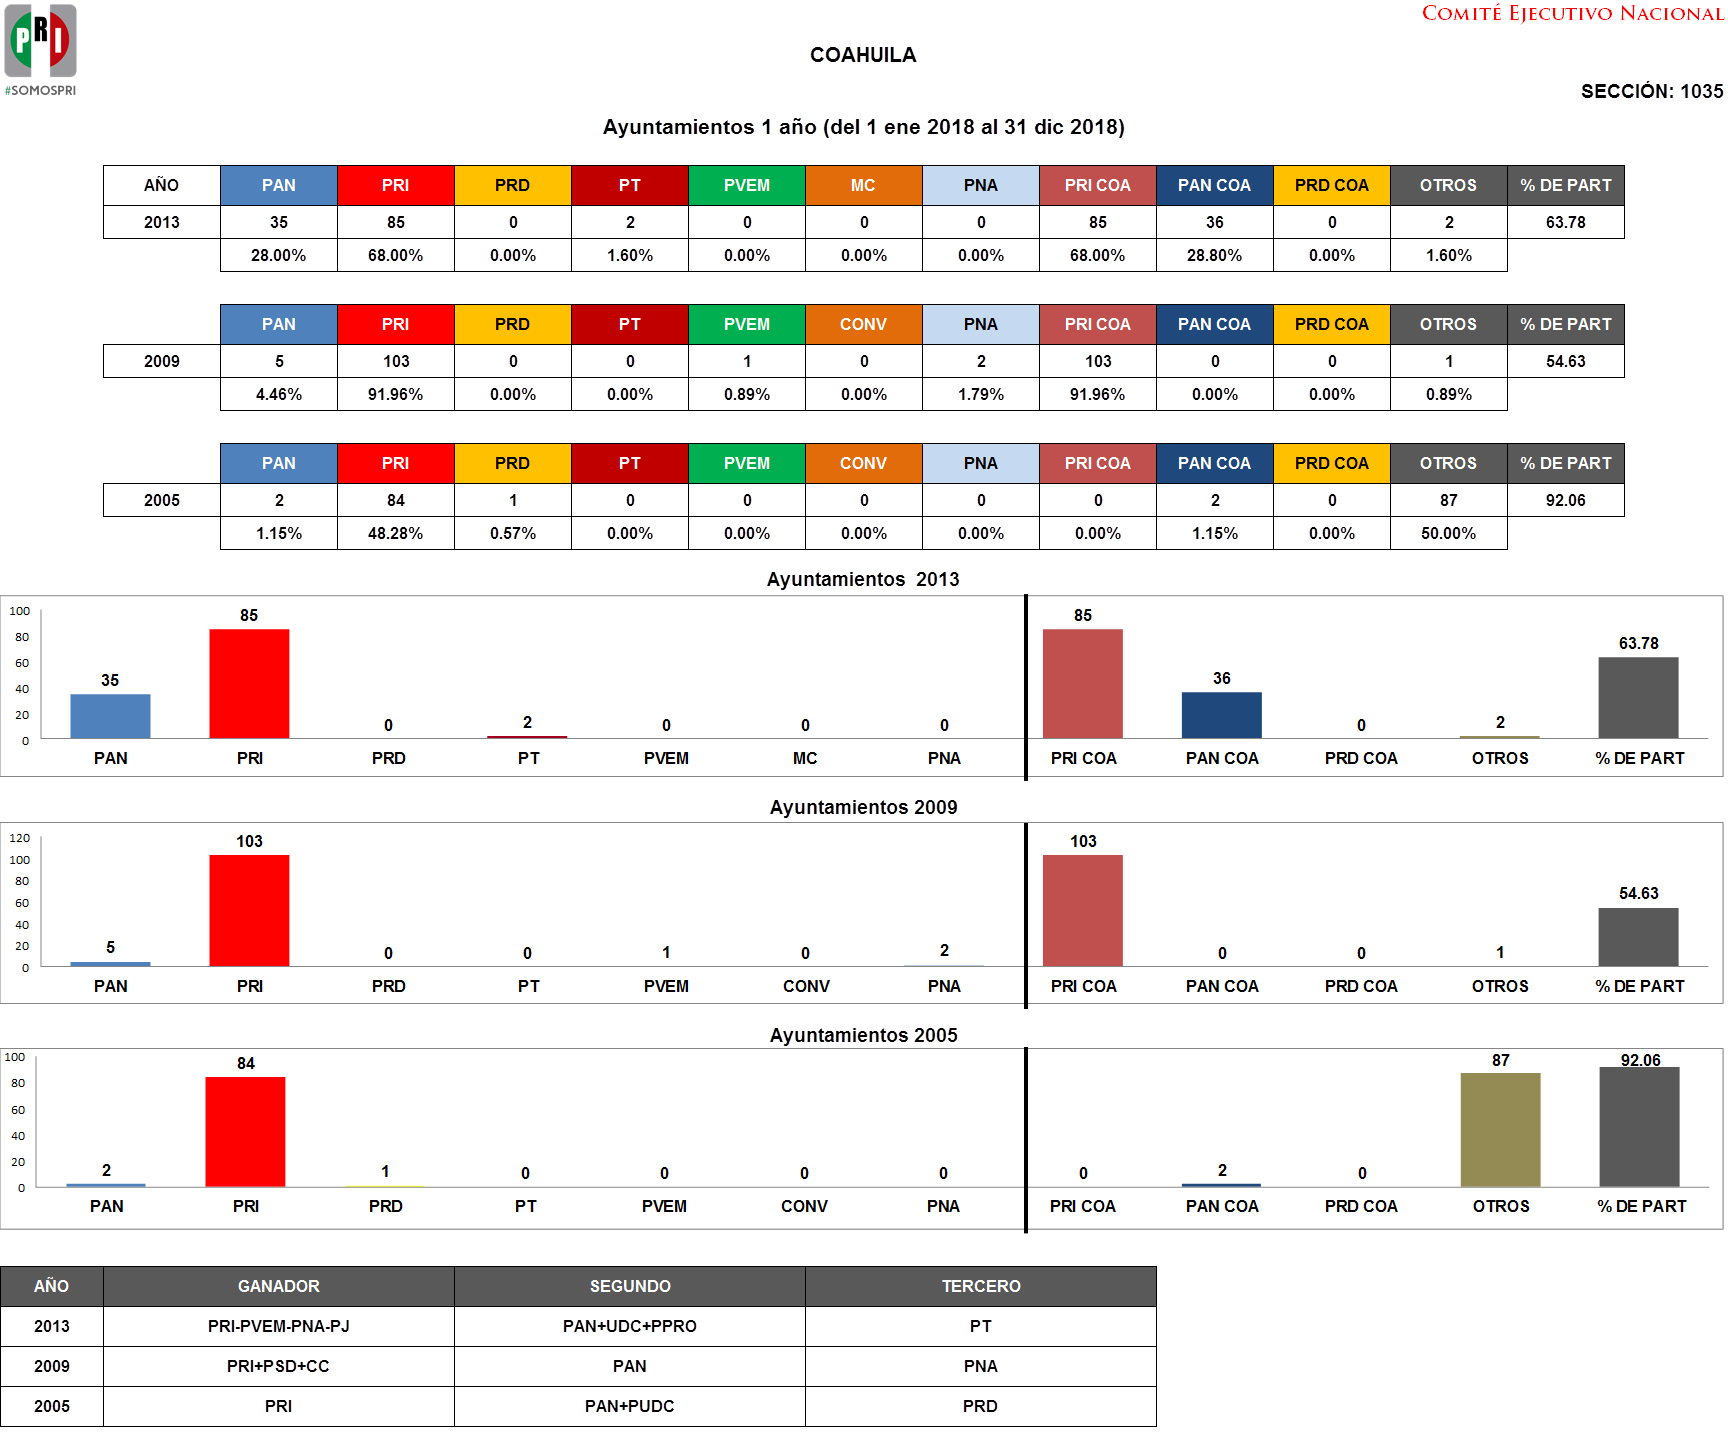 PRI
#SOMOSPRI
COMITÉ EJECUTIVO NACIONAL
COAHUILA
SECCIÓN: 1035
Ayuntamientos 1 año (del 1 ene 2018 al 31 dic 2018)
AÑO PAN PRI PRD PT PVEM MC PNA PRI COA PAN COA PRD COA OTROS % DE PART
2013 35 85 0 2 0 0 0 85 36 0 2 63.78
28.00% 68.00% 0.00% 1.60% 0.00% 0.00% 0.00% 68.00% 28.80% 0.00% 1.60%
PAN PRI PRD PT PVEM CONV PNA PRI COA PAN COA PRD COA OTROS % DE PART
2009 5 103 0 0 1 0 2 103 0 0 1 54.63
4.46% 91.96% 0.00% 0.00% 0.89% 0.00% 1.79% 91.96% 0.00% 0.00% 0.89%
PAN PRI PRD PT PVEM CONV PNA PRI COA PAN COA PRD COA OTROS % DE PART
2005 2 84 1 0 0 0 0 0 2 0 87 92.06
1.15% 48.28% 0.57% 0.00% 0.00% 0.00% 0.00% 0.00% 1.15% 0.00% 50.00%
Ayuntamientos 2013
100
80
60
40
20
0
35 85 0 2 0 0 0 85 36 0 2 63.78
PAN PRI PRD PT PVEM MC PNA PRI COA PAN COA PRD COA OTROS % DE PART
Ayuntamientos 2009
120
100
80
60
40
20
0
5 103 0 0 1 0 2 103 0 0 1 54.63
PAN PRI PRD PT PVEM CONV PNA PRI COA PAN COA PRD COA OTROS % DE PART
Ayuntamientos 2005
100
80
60
40
20
0
2 84 1 0 0 0 0 0 2 0 87 92.06
PAN PRI PRD PT PVEM CONV PNA PRI COA PAN COA PRD COA OTROS % DE PART
AÑO GANADOR SEGUNDO TERCERO
2013 PRI-PVEM-PNA-PJ PAN+UDC+PPRO PT
2009 PRI+PSD+CC PAN PNA
2005 PRI PAN+PUDC PRD